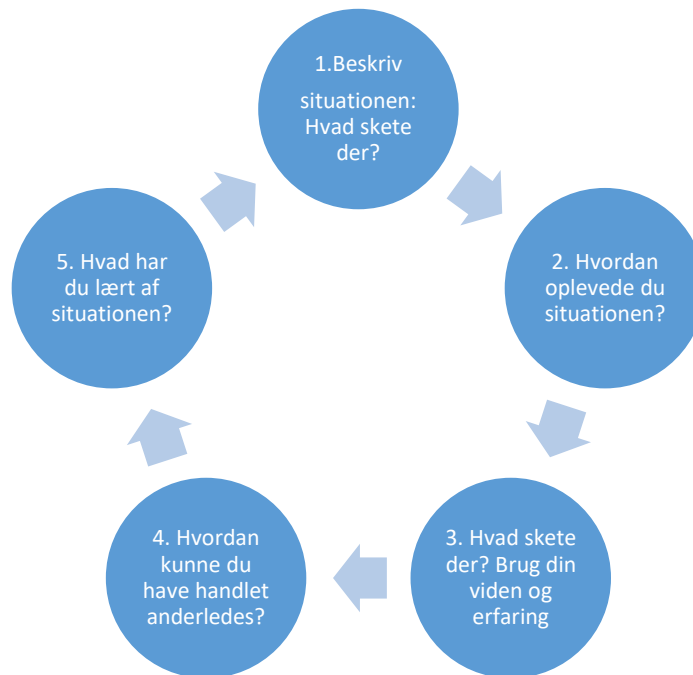 1.Beskriv
situationen:
Hvad skete
der?
2. Hvordan
oplevede du
situationen?
3. Hvad skete
der? Brug din
viden og
erfaring
4. Hvordan
kunne du
have handlet
anderledes?
5. Hvad har
du lært af
situationen?